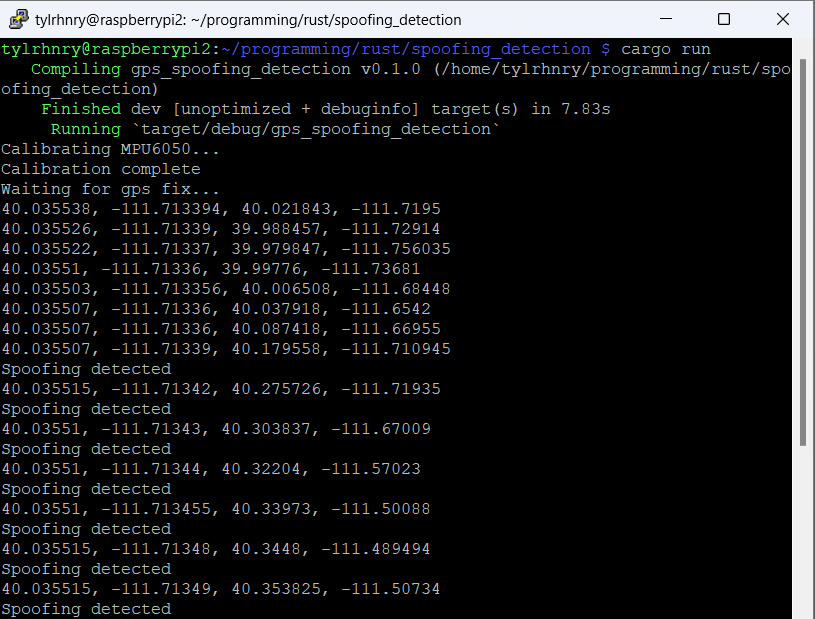 tylrhnry@raspberrypi2: ~/programming/rust/spoofing_detection
tylrhnry@raspberrypi2:~/programming/rust/spoofing_detection $ cargo run
   Compiling gps_spoofing_detection v0.1.0 (/home/tylrhnry/programming/rust/spo
ofing_detection)
    Finished dev [unoptimized + debuginfo] target(s) in 7.83s
     Running `target/debug/gps_spoofing_detection`
Calibrating MPU6050...
Calibration complete
Waiting for gps fix...
40.035538, -111.713394, 40.021843, -111.7195
40.035526, -111.71339, 39.988457, -111.72914
40.035522, -111.71337, 39.979847, -111.756035
40.03551, -111.71336, 39.99776, -111.73681
40.035503, -111.713356, 40.006508, -111.68448
40.035507, -111.71336, 40.037918, -111.6542
40.035507, -111.71336, 40.087418, -111.66955
40.035507, -111.71339, 40.179558, -111.710945
Spoofing detected
40.035515, -111.71342, 40.275726, -111.71935
Spoofing detected
40.03551, -111.71343, 40.303837, -111.67009
Spoofing detected
40.03551, -111.71344, 40.32204, -111.57023
Spoofing detected
40.03551, -111.713455, 40.33973, -111.50088
Spoofing detected
40.035515, -111.71348, 40.3448, -111.489494
Spoofing detected
40.035515, -111.71349, 40.353825, -111.50734
Spoofing detected